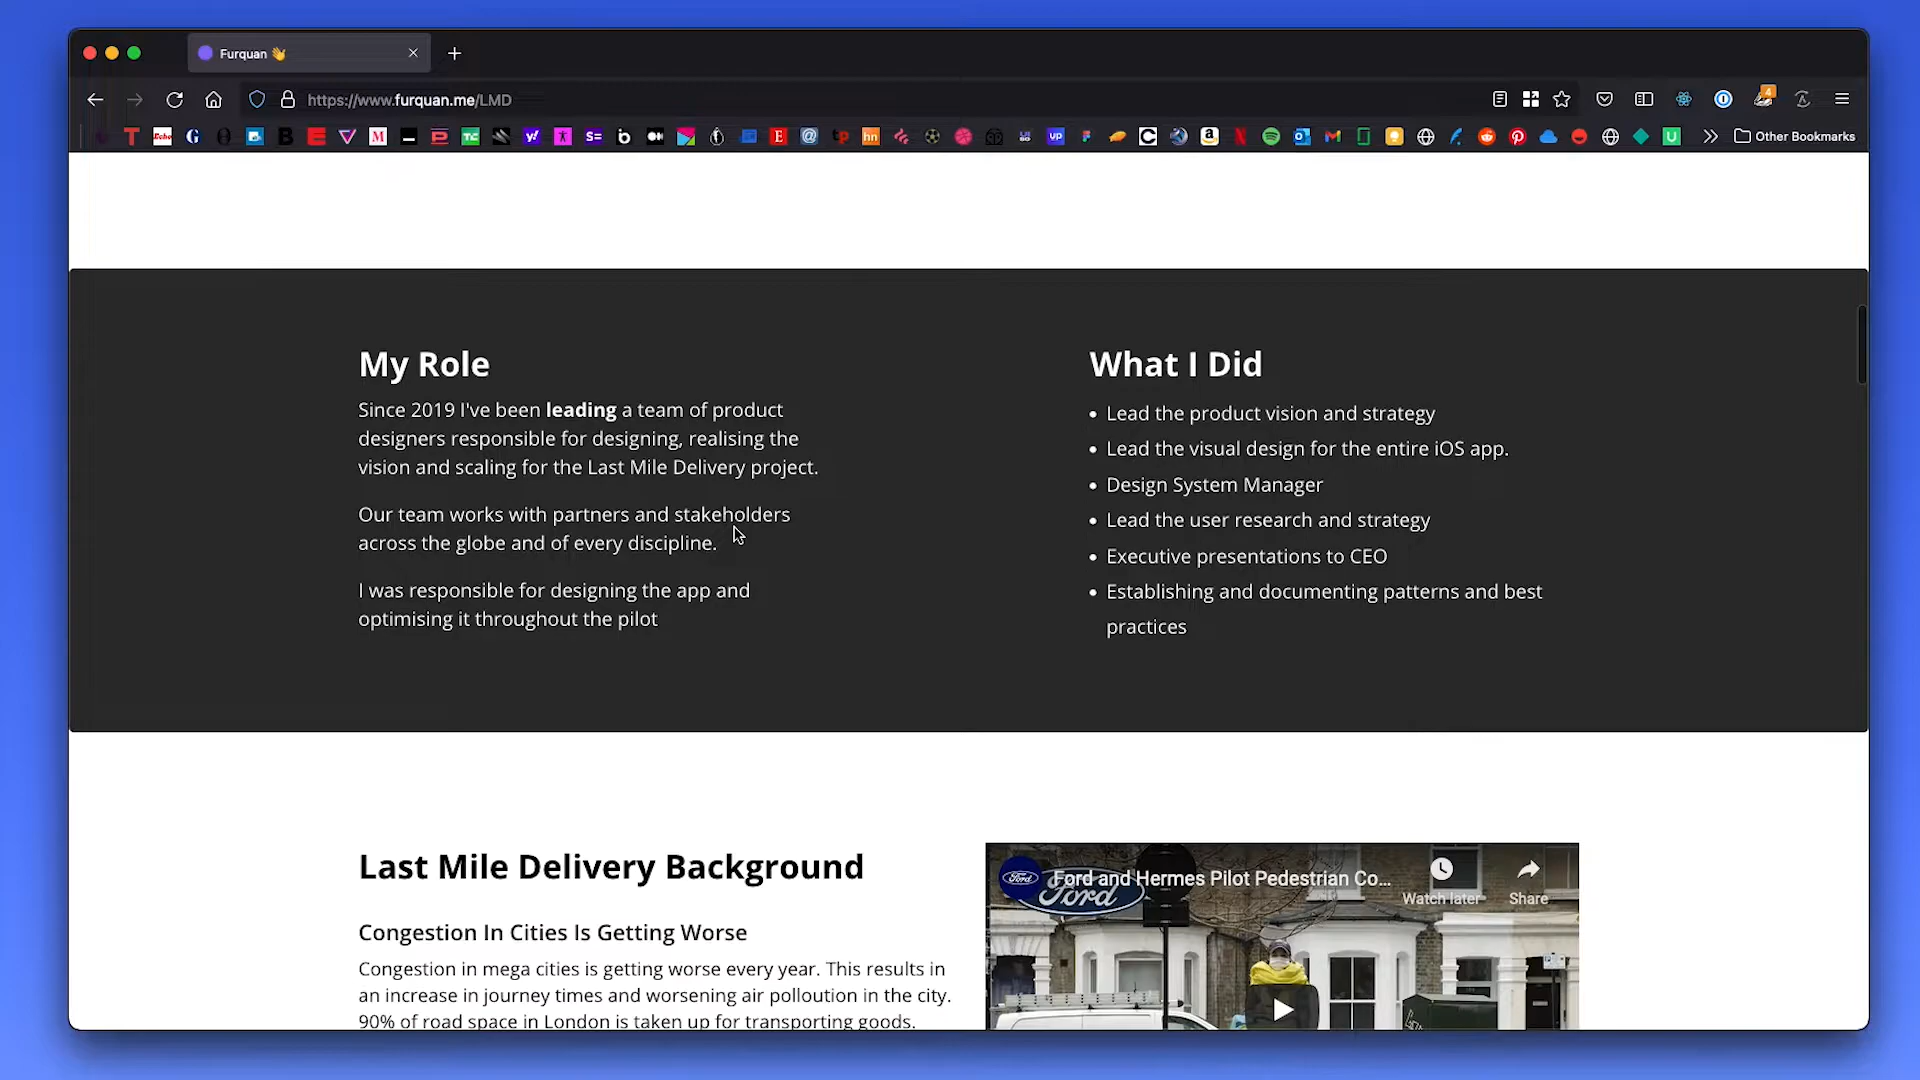 Furquan 👋
https://www.furquan.me/LMD
Other Bookmarks
My Role
Since 2019 I've been leading a team of product
designers responsible for designing, realising the
vision and scaling for the Last Mile Delivery project.
Our team works with partners and stakeholders
across the globe and of every discipline.
I was responsible for designing the app and
optimising it throughout the pilot
What I Did
• Lead the product vision and strategy
• Lead the visual design for the entire iOS app.
• Design System Manager
• Lead the user research and strategy
• Executive presentations to CEO
• Establishing and documenting patterns and best
practices
Last Mile Delivery Background
Congestion In Cities Is Getting Worse
Congestion in mega cities is getting worse every year. This results in
an increase in journey times and worsening air polloution in the city.
90% of road space in London is taken up for transporting goods.
Ford and Hermes Pilot Pedestrian Co...
Watch later
Share
Ford